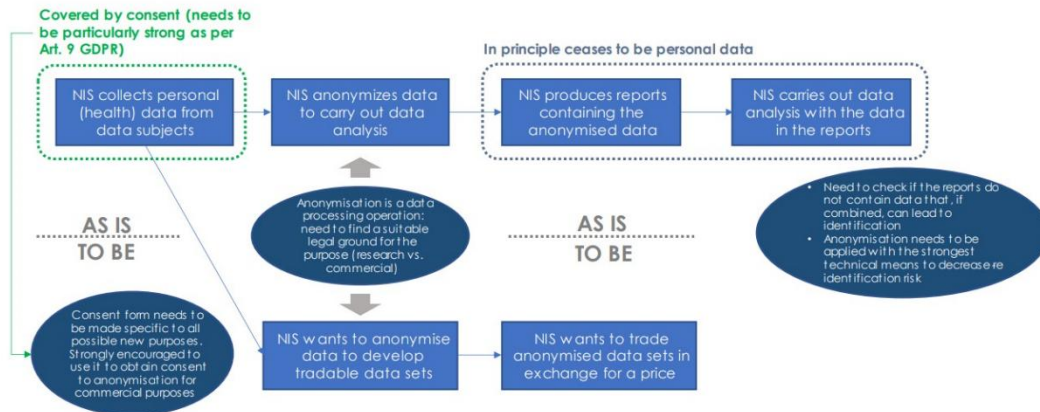 Covered by consent (needs to
be particularly strong as per
Art. 9 GDPR)
In principle ceases to be personal data
NIS collects personal
(health) data from
data subjects
NIS anonymizes data
to carry out data
analysis
NIS produces reports
containing the
anonymised data
NIS carries out data
analysis with the data
in the reports
AS IS
TO BE
Anonymisation is a data
processing operation:
need to find a suitable
legal ground for the
purpose (research vs.
commercial)
AS IS
TO BE
• Need to check if the reports do
not contain data that, if
combined, can lead to
identification
• Anonymisation needs to be
applied with the strongest
technical means to decrease re
identification risk
Consent form needs to
be made specific to all
possible new purposes.
Strongly encouraged to
use it to obtain consent
to anonymisation for
commercial purposes
NIS wants to anonymise
data to develop
tradable data sets
NIS wants to trade
anonymised data sets in
exchange for a price